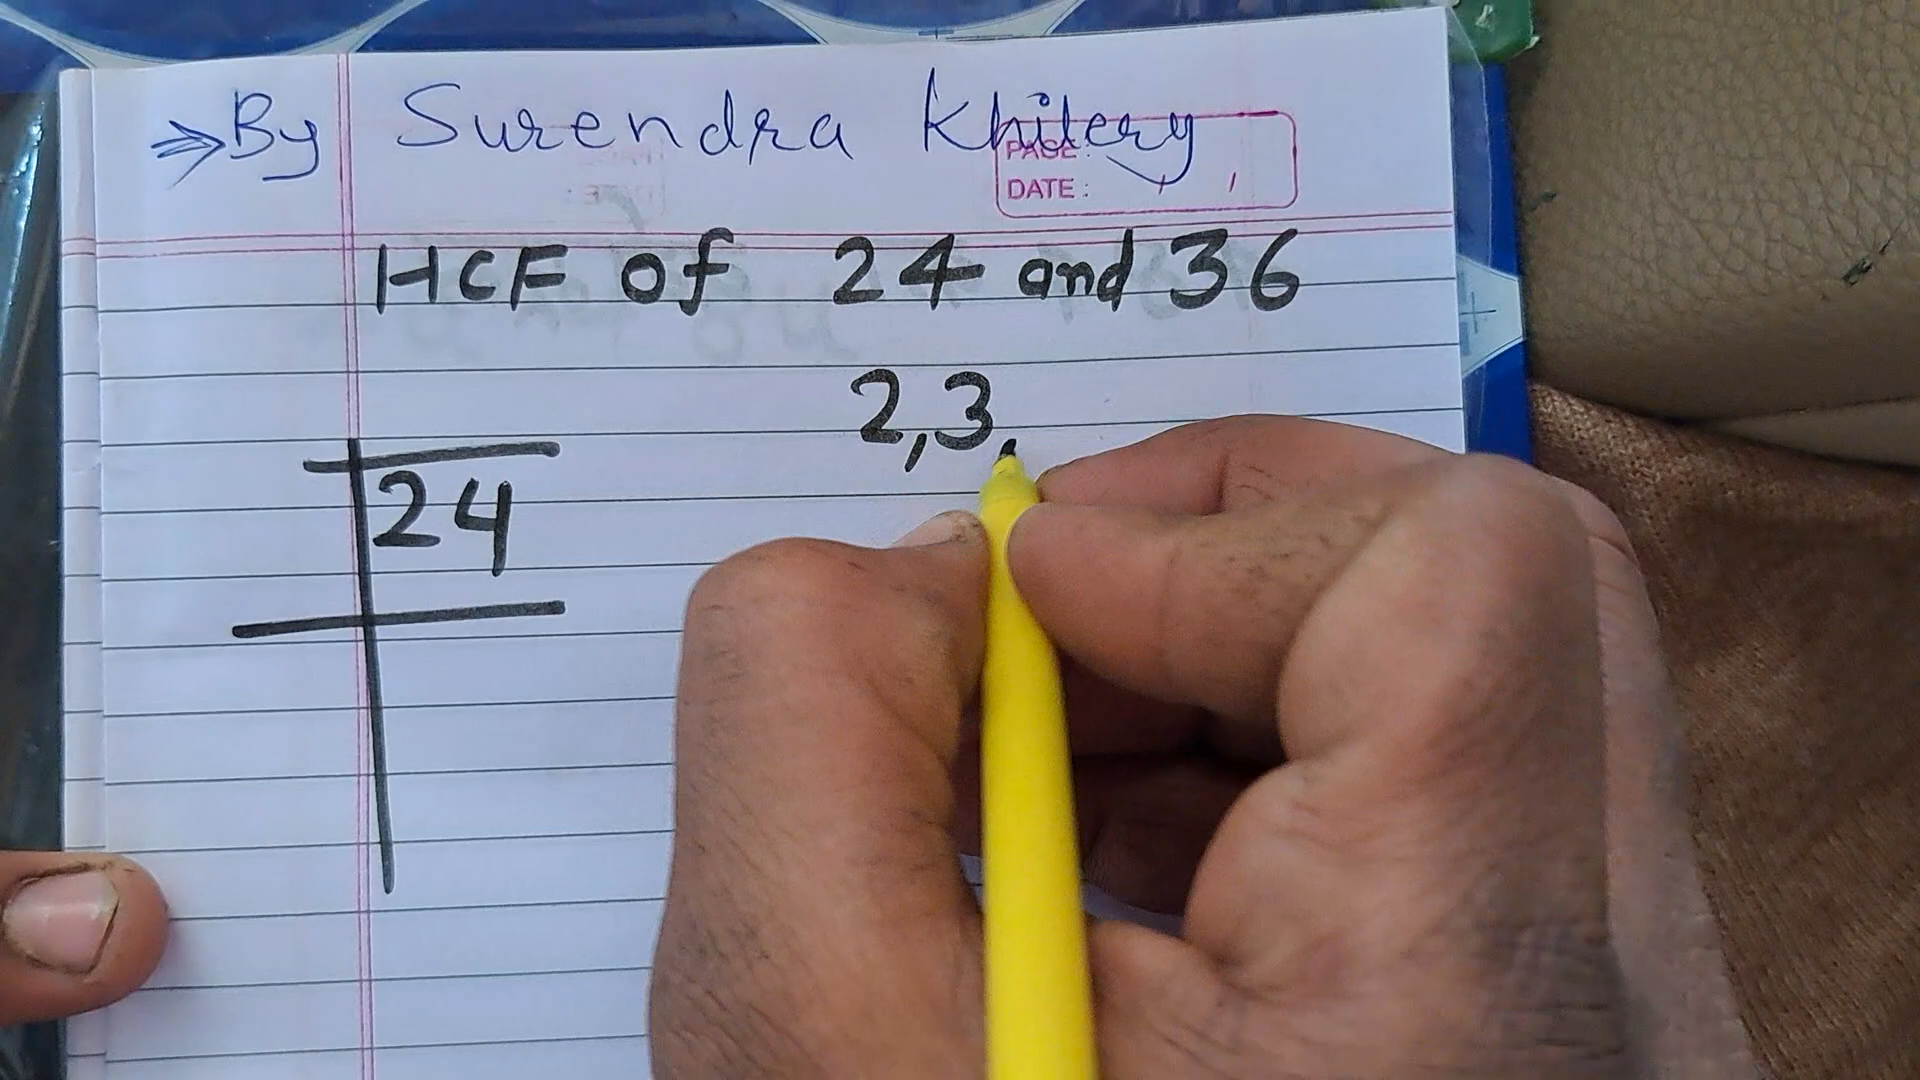 ⇒By Surendra Khilery
PAGE :
DATE : / /
HCF of 24 and 36
2,3,
24